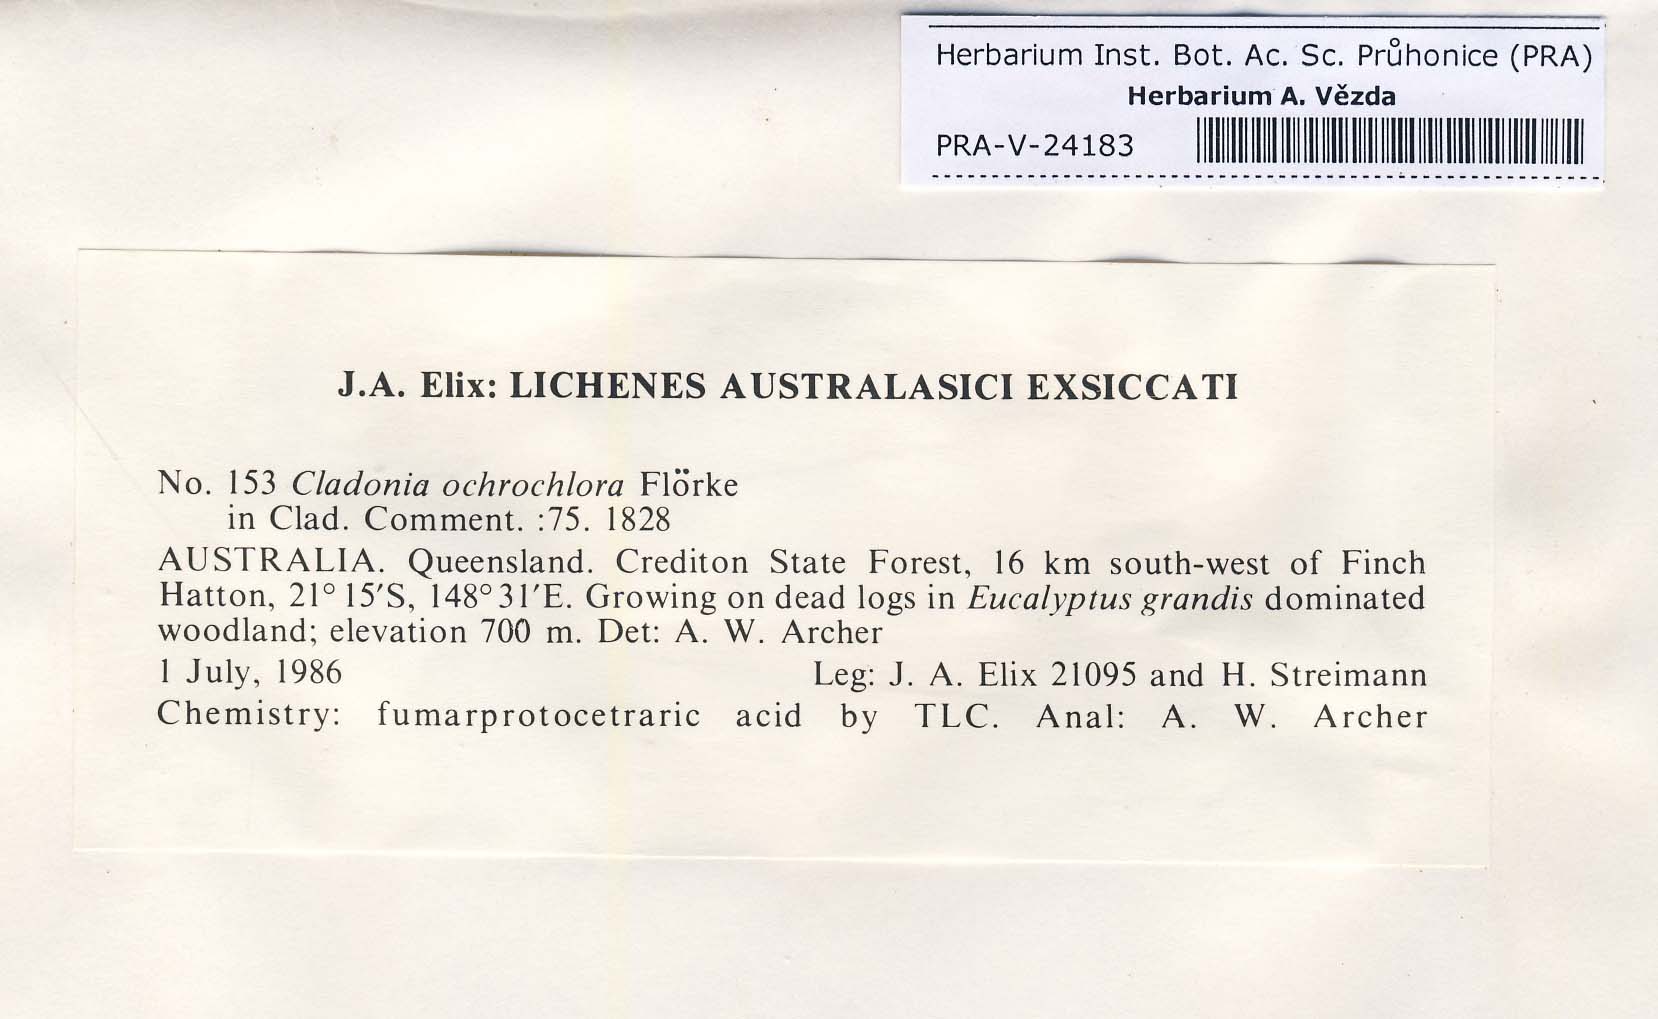 Herbarium Inst. Bot. Ac. Sc. Průhonice (PRA)
Herbarium A. Vězda
PRA-V-24183
J.A. Elix: LICHENES AUSTRALASICI EXSICCATI
No. 153 Cladonia ochrochlora Flörke
in Clad. Comment. :75. 1828
AUSTRALIA. Queensland. Crediton State Forest, 16 km south-west of Finch
Hatton, 21° 15′S, 148° 31′E. Growing on dead logs in Eucalyptus grandis dominated
woodland; elevation 700 m. Det: A. W. Archer
1 July, 1986 Leg: J. A. Elix 21095 and H. Streimann
Chemistry: fumarprotocetraric acid by TLC. Anal: A. W. Archer